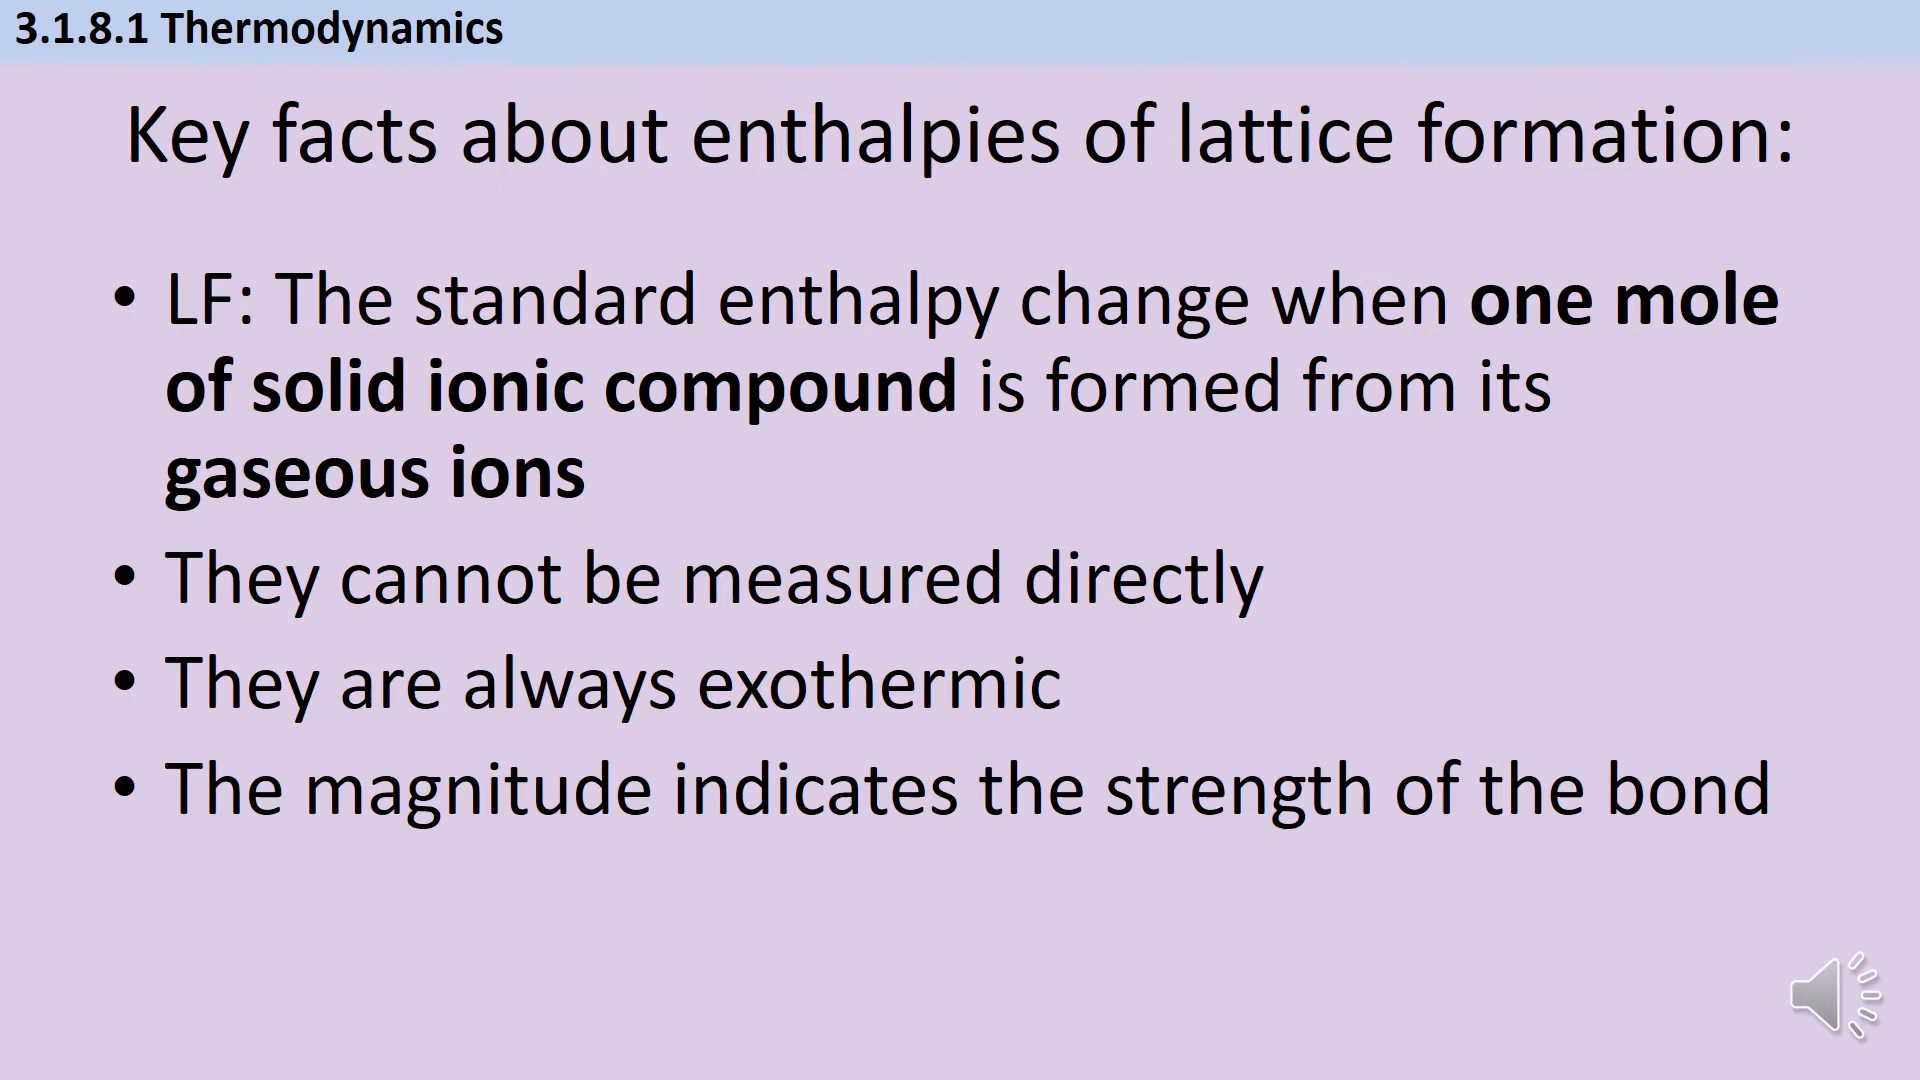 3.1.8.1 Thermodynamics
Key facts about enthalpies of lattice formation:
• LF: The standard enthalpy change when one mole
of solid ionic compound is formed from its
gaseous ions
• They cannot be measured directly
• They are always exothermic
• The magnitude indicates the strength of the bond